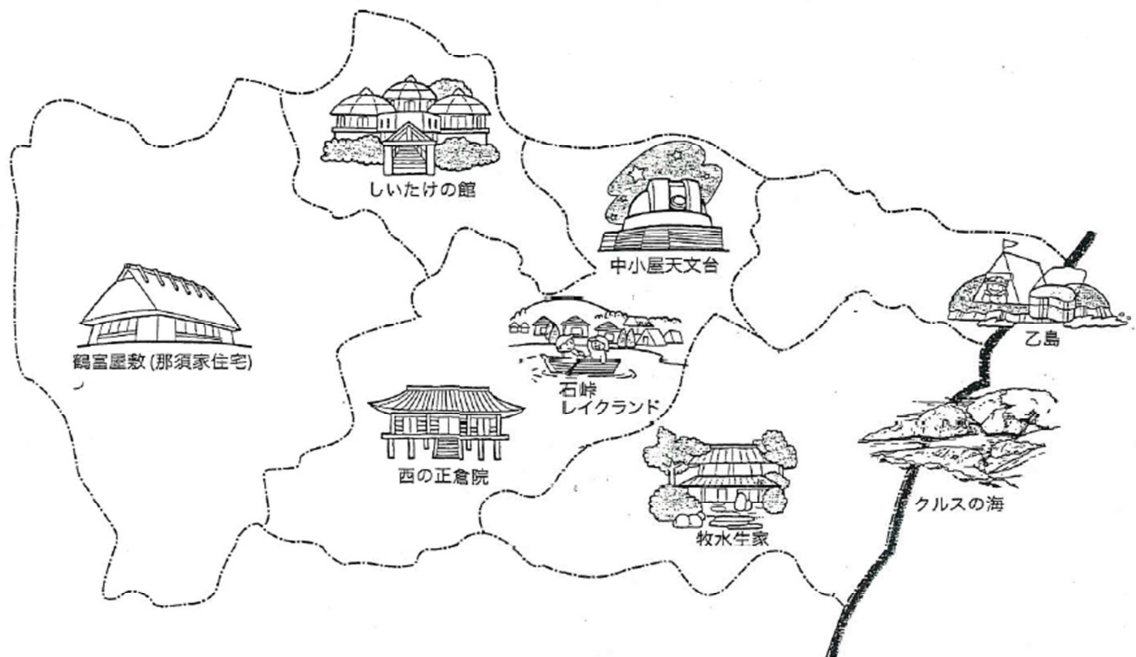 しいたけの館
中小屋天文台
乙島
鶴富屋敷(那須家住宅)
石峠
レイクランド
西の正倉院
クルスの海
牧水生家